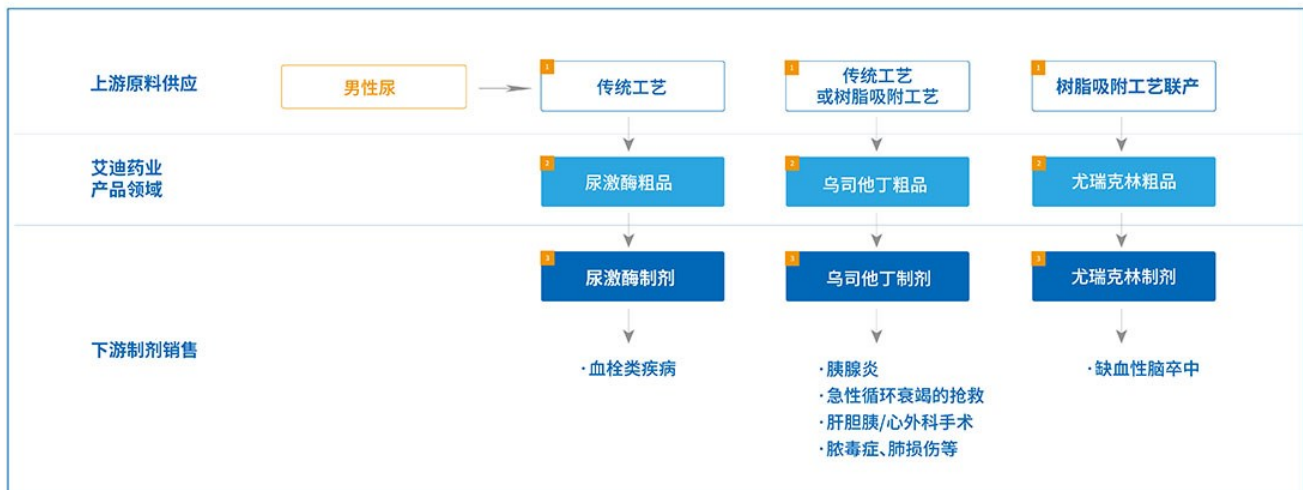 上游原料供应
男性尿
1
传统工艺
1
传统工艺
或树脂吸附工艺
1
树脂吸附工艺联产
艾迪药业
产品领域
2
尿激酶粗品
2
乌司他丁粗品
2
尤瑞克林粗品
3
尿激酶制剂
3
乌司他丁制剂
3
尤瑞克林制剂
下游制剂销售
·血栓类疾病
·胰腺炎
·急性循环衰竭的抢救
·肝胆胰/心外科手术
·脓毒症、肺损伤等
·缺血性脑卒中